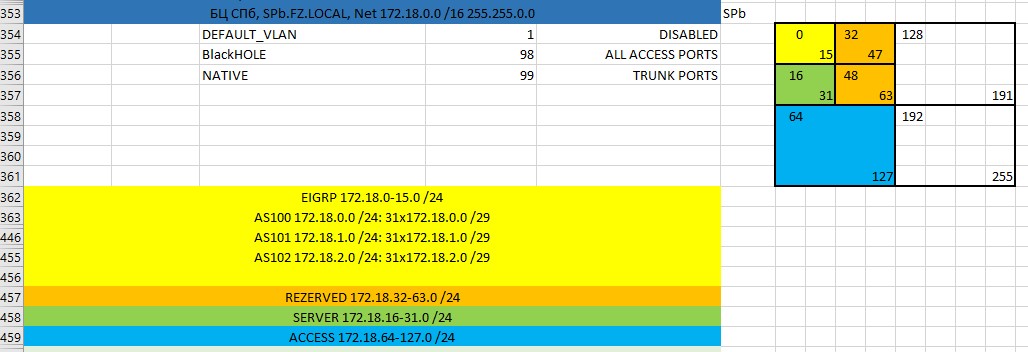 353 БЦ СПб, SPb.FZ.LOCAL, Net 172.18.0.0 /16 255.255.0.0 SPb
354 DEFAULT_VLAN 1 DISABLED 0 32 128
355 BlackHOLE 98 ALL ACCESS PORTS 15 47
356 NATIVE 99 TRUNK PORTS 16 48
357 31 63 191
358 64 192
359
360
361 127 255
362 EIGRP 172.18.0-15.0 /24
363 AS100 172.18.0.0 /24: 31x172.18.0.0 /29
446 AS101 172.18.1.0 /24: 31x172.18.1.0 /29
455 AS102 172.18.2.0 /24: 31x172.18.2.0 /29
456
457 REZERVED 172.18.32-63.0 /24
458 SERVER 172.18.16-31.0 /24
459 ACCESS 172.18.64-127.0 /24